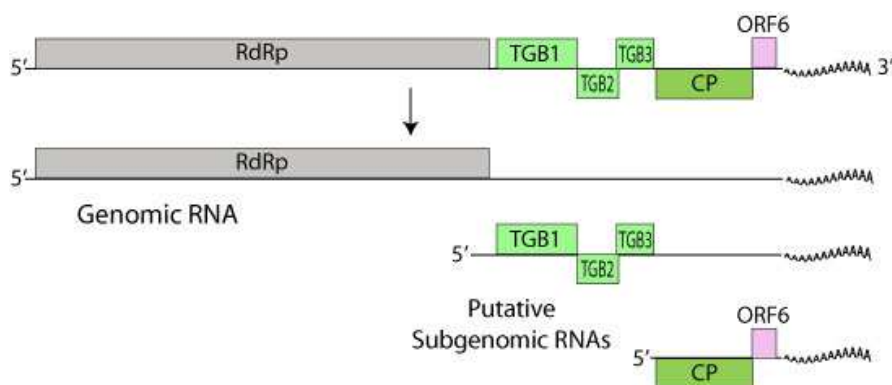 ORF6
RdRp TGB1 TGB3
5′ 3′
TGB2 CP
RdRp
5′
Genomic RNA
TGB1 TGB3
5′
TGB2
Putative
Subgenomic RNAs
ORF6
5′
CP